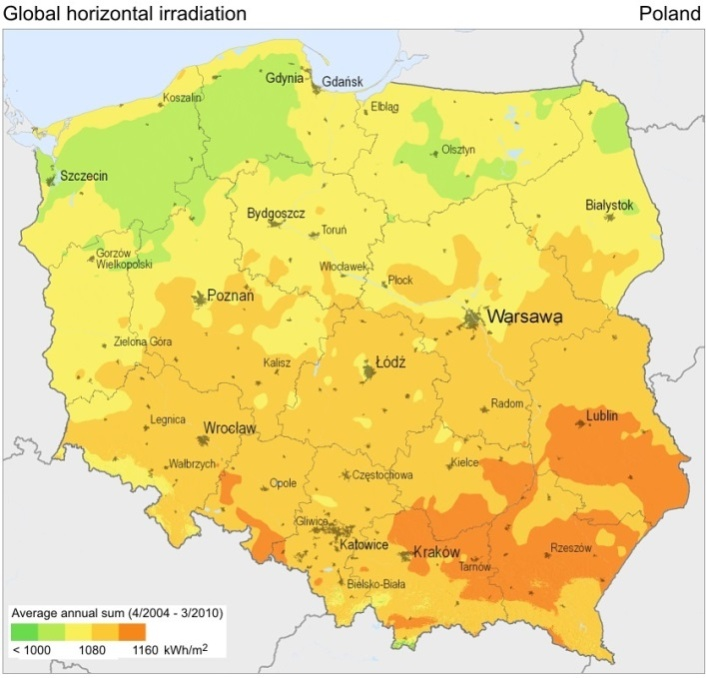 Global horizontal irradiation
Poland
Gdynia
Gdańsk
Koszalin
Elbląg
Olsztyn
Szczecin
Białystok
Bydgoszcz
Toruń
Gorzów
Wielkopolski
Włocławek
Płock
Poznań
Warsawa
Zielona Góra
Kalisz
Łódź
Radom
Lublin
Legnica
Wrocław
Wałbrzych
Opole
Częstochowa
Kielce
Gliwice
Katowice
Kraków
Tarnów
Rzeszów
Bielsko-Biała
Average annual sum (4/2004 - 3/2010)
< 1000 1080 1160 kWh/m²